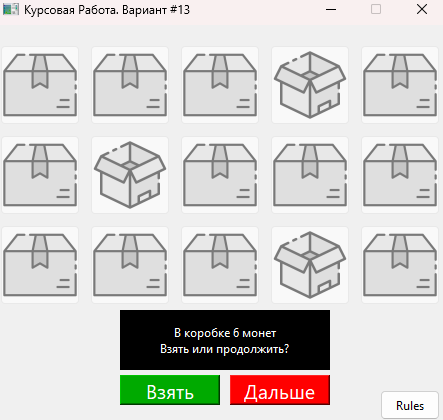 Курсовая Работа. Вариант #13
В коробке 6 монет
Взять или продолжить?
Взять
Дальше
Rules